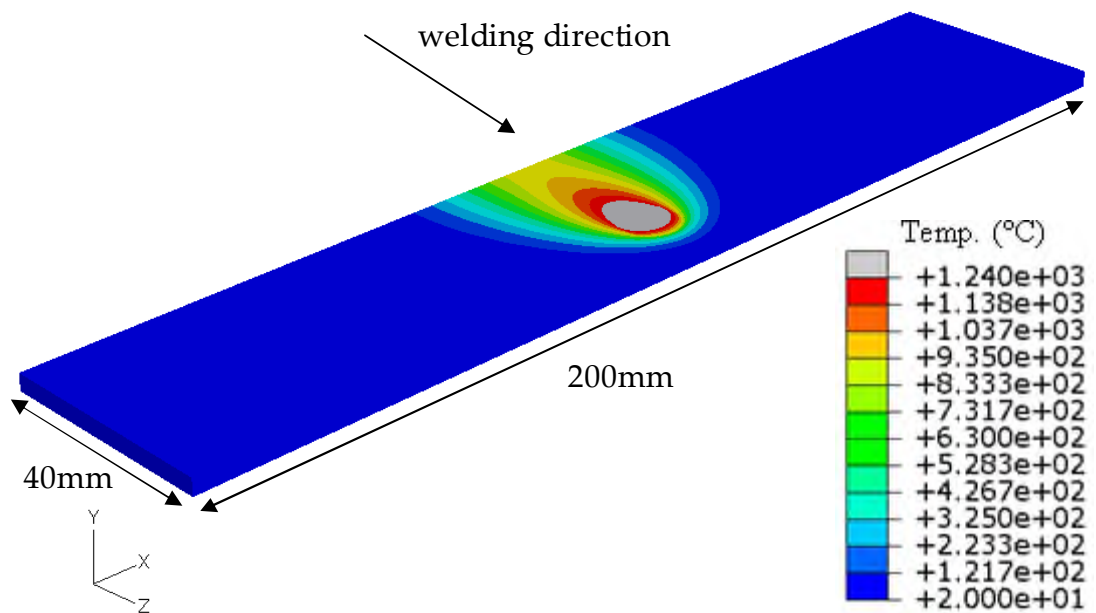 welding direction
Temp. (°C)
+1.240e+03
+1.138e+03
+1.037e+03
+9.350e+02
+8.333e+02
+7.317e+02
+6.300e+02
+5.283e+02
+4.267e+02
+3.250e+02
+2.233e+02
+1.217e+02
+2.000e+01
200mm
40mm
Y
X
Z